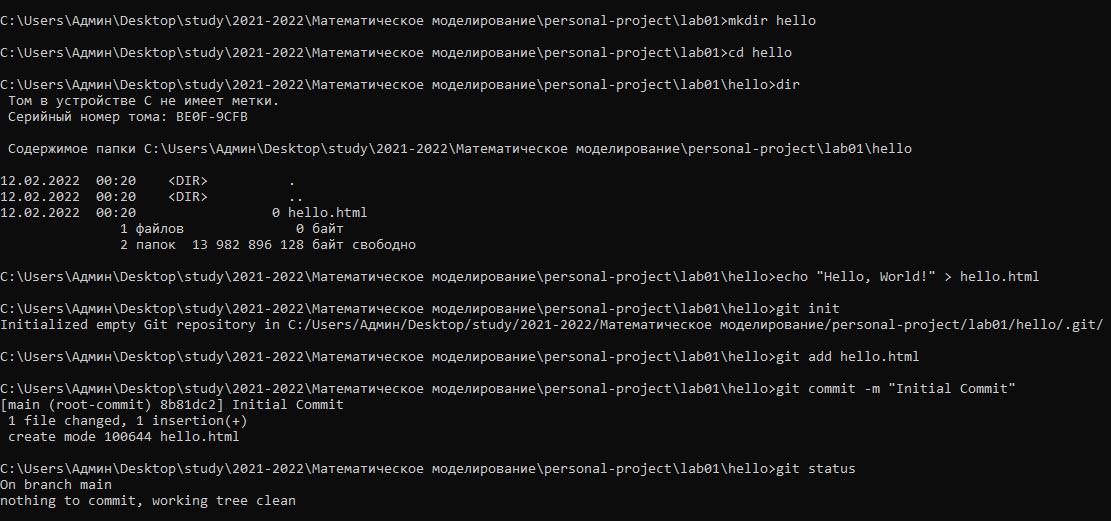 C:\Users\Админ\Desktop\study\2021-2022\Математическое моделирование\personal-project\lab01>mkdir hello
C:\Users\Админ\Desktop\study\2021-2022\Математическое моделирование\personal-project\lab01>cd hello
C:\Users\Админ\Desktop\study\2021-2022\Математическое моделирование\personal-project\lab01\hello>dir
Том в устройстве C не имеет метки.
Серийный номер тома: BE0F-9CFB
Содержимое папки C:\Users\Админ\Desktop\study\2021-2022\Математическое моделирование\personal-project\lab01\hello
12.02.2022  00:20    <DIR>          .
12.02.2022  00:20    <DIR>          ..
12.02.2022  00:20                 0 hello.html
1 файлов              0 байт
2 папок  13 982 896 128 байт свободно
C:\Users\Админ\Desktop\study\2021-2022\Математическое моделирование\personal-project\lab01\hello>echo "Hello, World!" > hello.html
C:\Users\Админ\Desktop\study\2021-2022\Математическое моделирование\personal-project\lab01\hello>git init
Initialized empty Git repository in C:/Users/Админ/Desktop/study/2021-2022/Математическое моделирование/personal-project/lab01/hello/.git/
C:\Users\Админ\Desktop\study\2021-2022\Математическое моделирование\personal-project\lab01\hello>git add hello.html
C:\Users\Админ\Desktop\study\2021-2022\Математическое моделирование\personal-project\lab01\hello>git commit -m "Initial Commit"
[main (root-commit) 8b81dc2] Initial Commit
1 file changed, 1 insertion(+)
create mode 100644 hello.html
C:\Users\Админ\Desktop\study\2021-2022\Математическое моделирование\personal-project\lab01\hello>git status
On branch main
nothing to commit, working tree clean